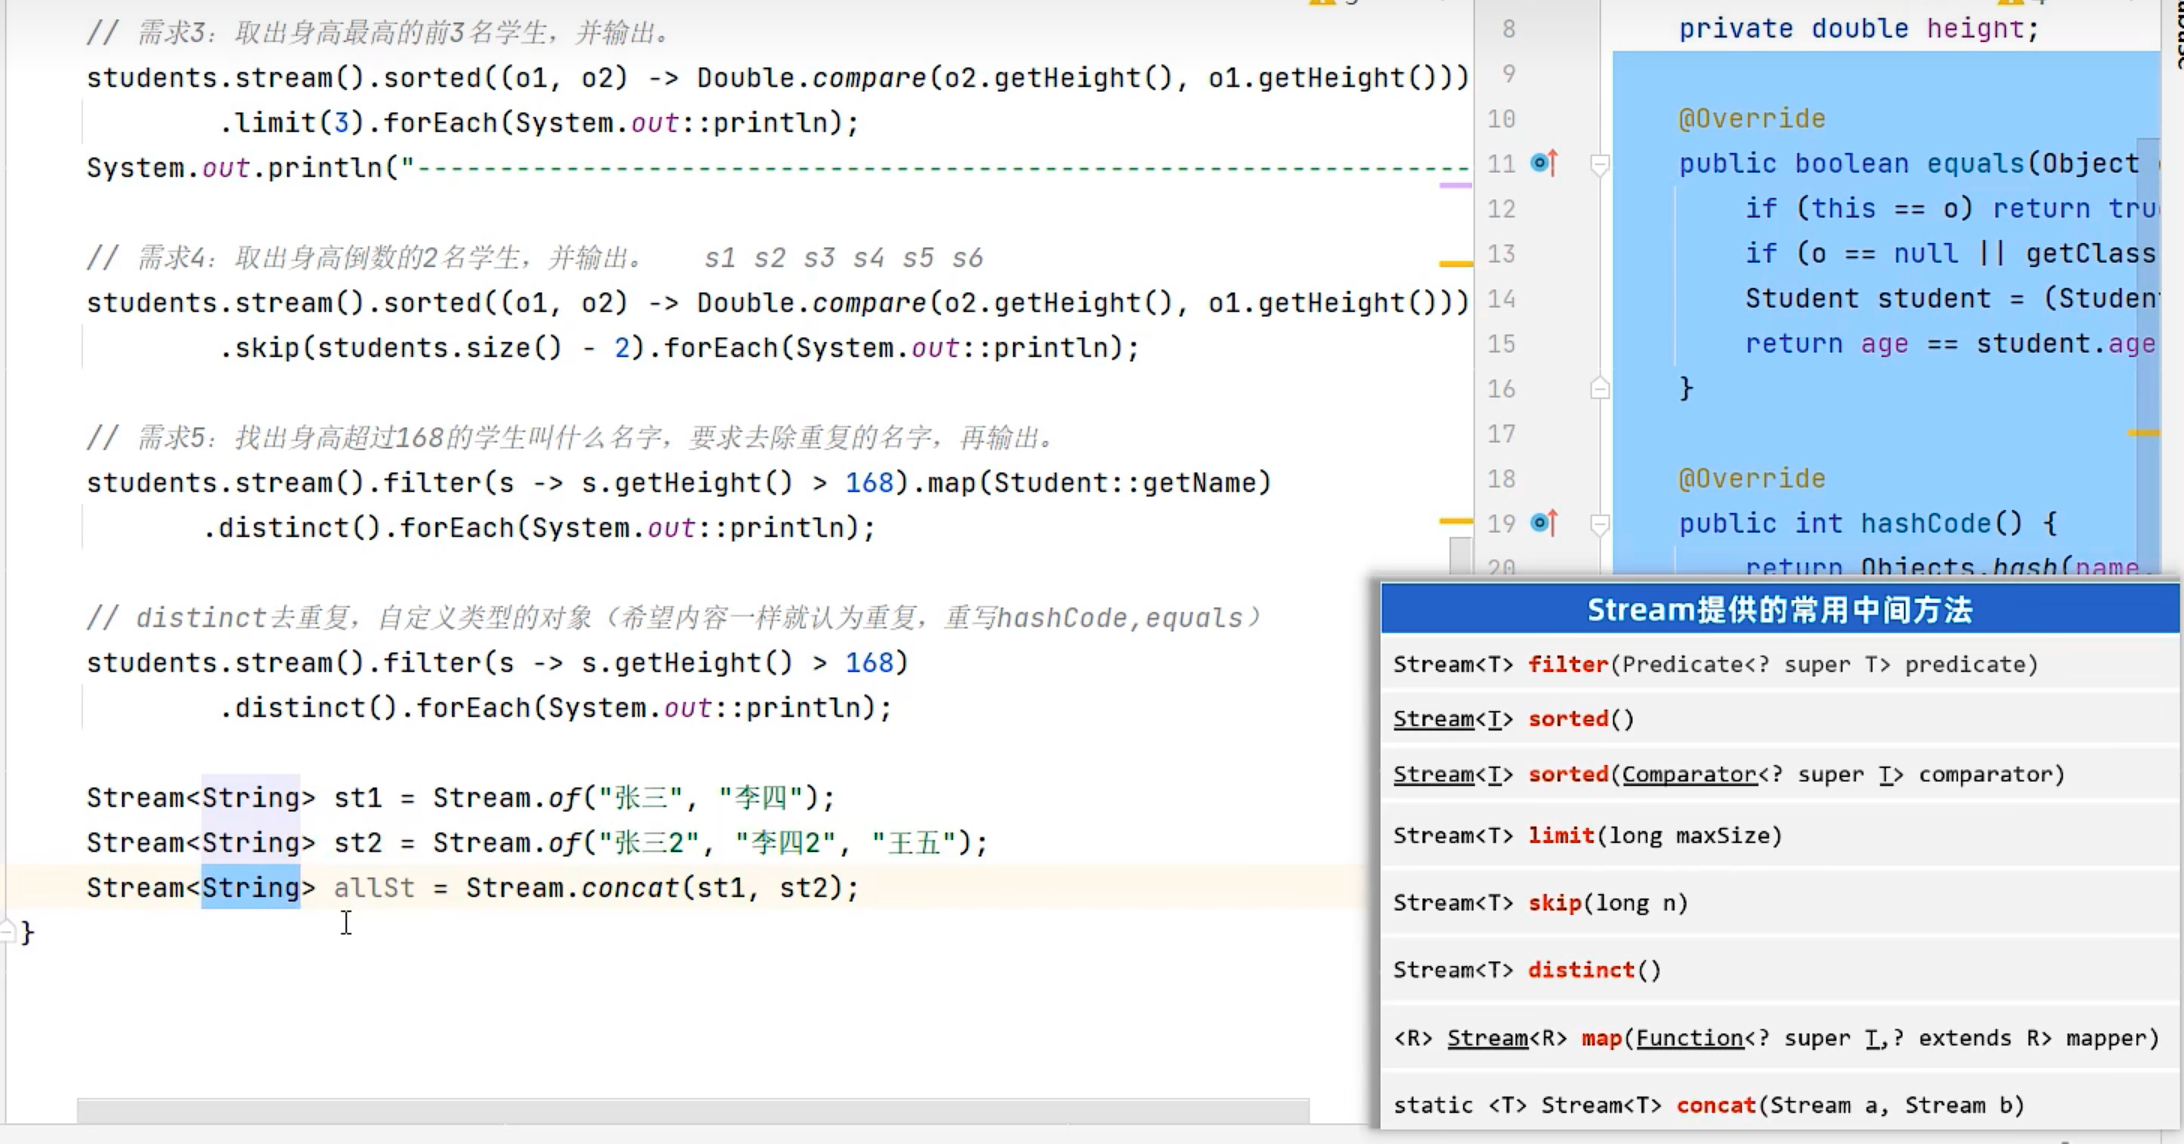 // 需求3：取出身高最高的前3名学生，并输出。
students.stream().sorted((o1, o2) -> Double.compare(o2.getHeight(), o1.getHeight()))
.limit(3).forEach(System.out::println);
System.out.println("----------------------------------------------------------------
// 需求4：取出身高倒数的2名学生，并输出。   s1 s2 s3 s4 s5 s6
students.stream().sorted((o1, o2) -> Double.compare(o2.getHeight(), o1.getHeight()))
.skip(students.size() - 2).forEach(System.out::println);
// 需求5：找出身高超过168的学生叫什么名字，要求去除重复的名字，再输出。
students.stream().filter(s -> s.getHeight() > 168).map(Student::getName)
.distinct().forEach(System.out::println);
// distinct去重复，自定义类型的对象（希望内容一样就认为重复，重写hashCode,equals）
students.stream().filter(s -> s.getHeight() > 168)
.distinct().forEach(System.out::println);
Stream<String> st1 = Stream.of("张三", "李四");
Stream<String> st2 = Stream.of("张三2", "李四2", "王五");
Stream<String> allSt = Stream.concat(st1, st2);
}
8 private double height;
9
10 @Override
11 public boolean equals(Object
12 if (this == o) return tru
13 if (o == null || getClass
14 Student student = (Studen
15 return age == student.age
16 }
17
18 @Override
19 public int hashCode() {
20 return Objects.hash(name,
Stream提供的常用中间方法
Stream<T> filter(Predicate<? super T> predicate)
Stream<T> sorted()
Stream<T> sorted(Comparator<? super T> comparator)
Stream<T> limit(long maxSize)
Stream<T> skip(long n)
Stream<T> distinct()
<R> Stream<R> map(Function<? super T,? extends R> mapper)
static <T> Stream<T> concat(Stream a, Stream b)